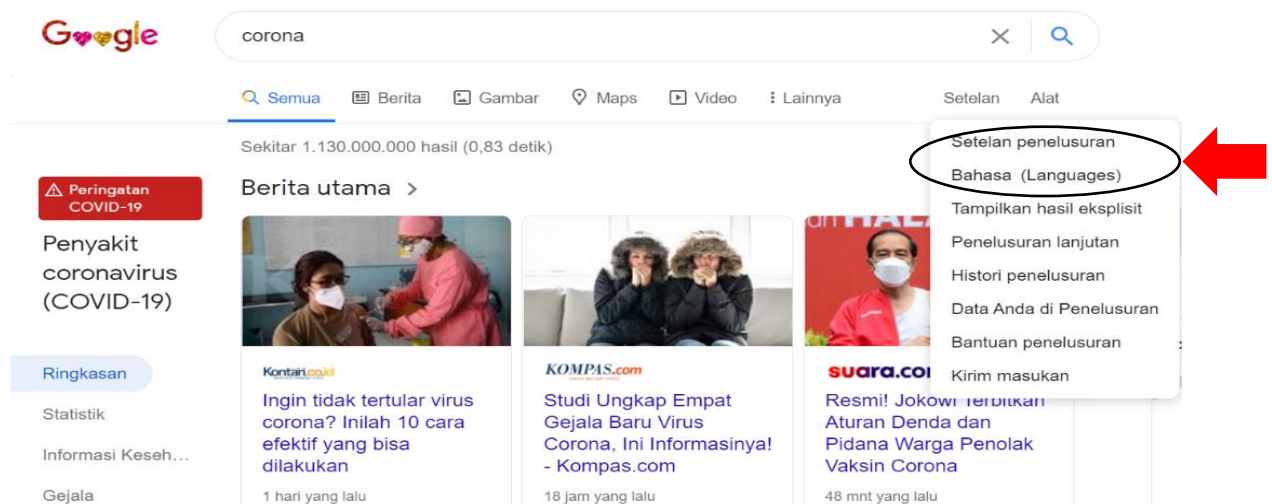 Google
corona
Semua Berita Gambar Maps Video Lainnya Setelan Alat
Sekitar 1.130.000.000 hasil (0,83 detik)
Setelan penelusuran
Bahasa (Languages)
Tampilkan hasil eksplisit
Penelusuran lanjutan
Histori penelusuran
Data Anda di Penelusuran
Bantuan penelusuran
Kirim masukan
Peringatan
COVID-19
Penyakit
coronavirus
(COVID-19)
Ringkasan
Statistik
Informasi Keseh...
Gejala
Berita utama >
Kontan.co.id
Ingin tidak tertular virus
corona? Inilah 10 cara
efektif yang bisa
dilakukan
1 hari yang lalu
KOMPAS.com
Studi Ungkap Empat
Gejala Baru Virus
Corona, Ini Informasinya!
- Kompas.com
18 jam yang lalu
suara.co
Resmi! Jokowi Terbitkan
Aturan Denda dan
Pidana Warga Penolak
Vaksin Corona
48 mnt yang lalu